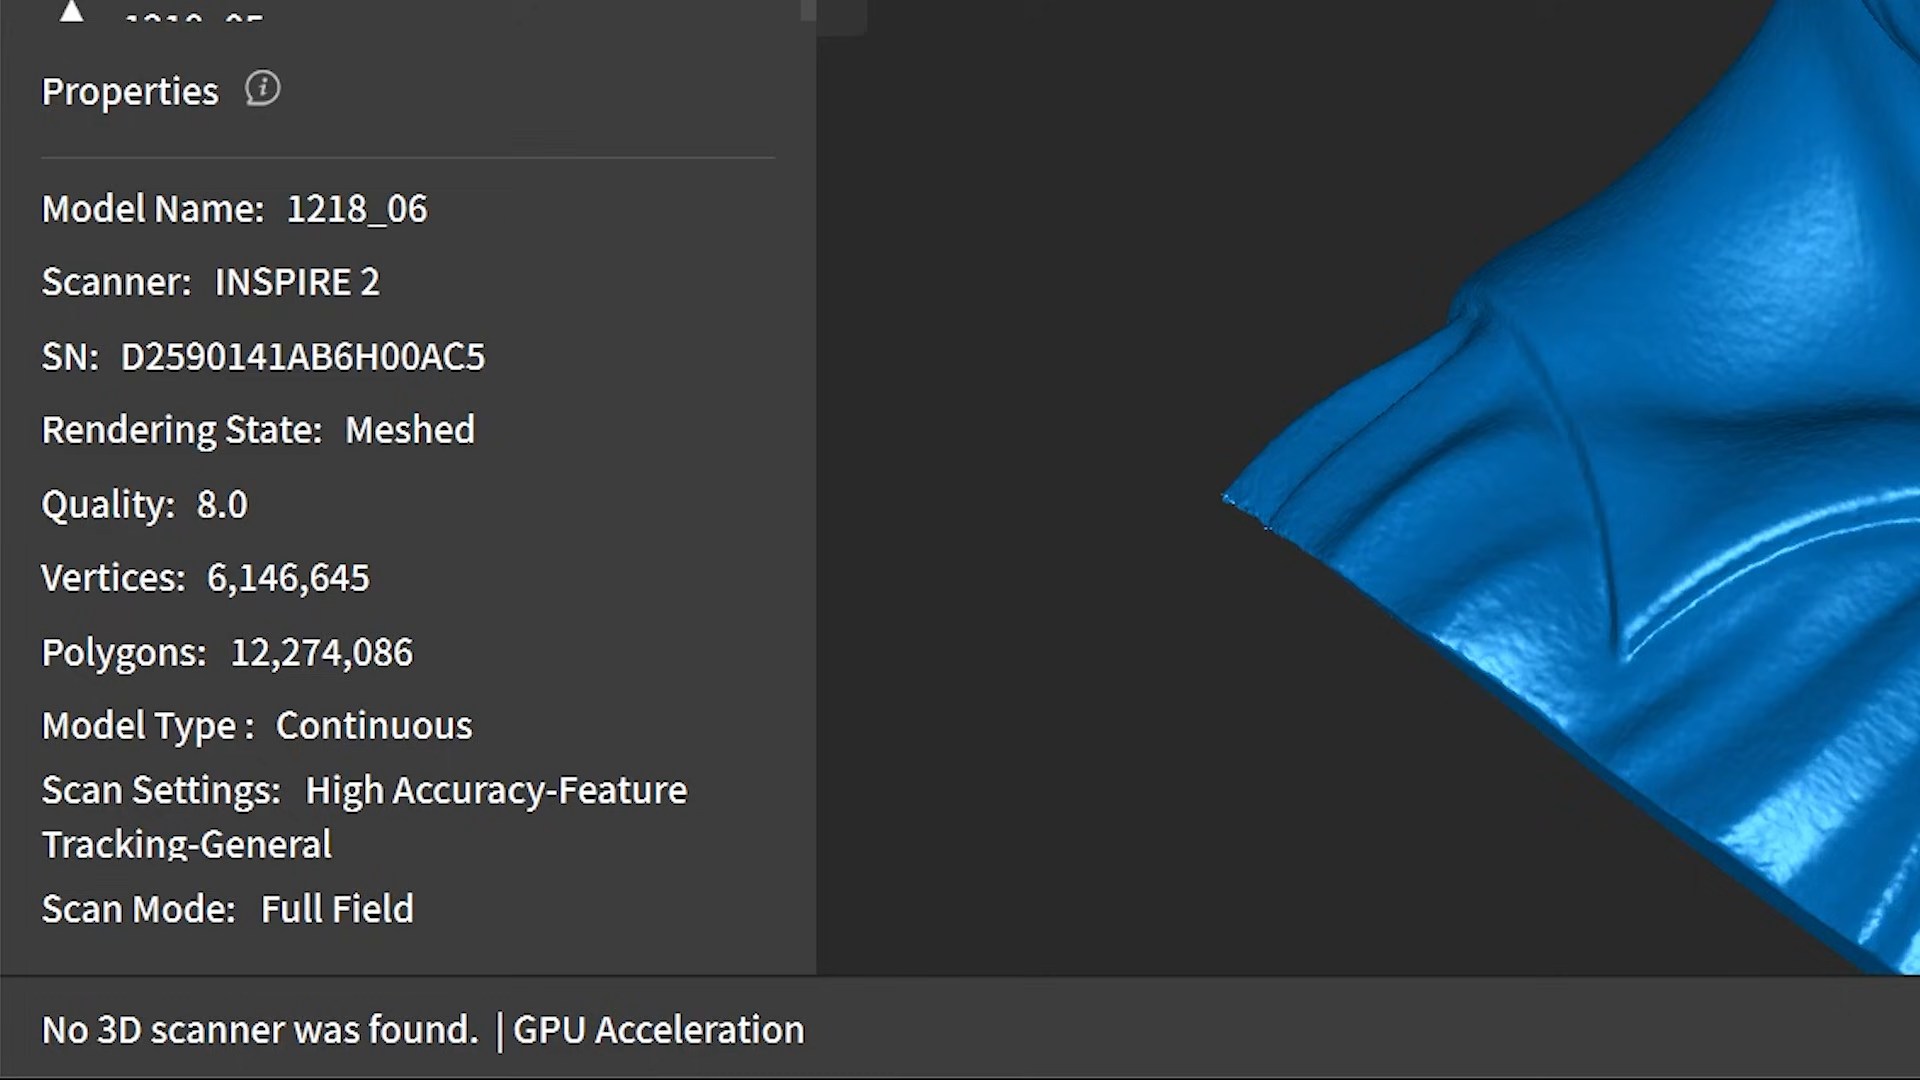 Properties
Model Name: 1218_06
Scanner: INSPIRE 2
SN: D2590141AB6H00AC5
Rendering State: Meshed
Quality: 8.0
Vertices: 6,146,645
Polygons: 12,274,086
Model Type : Continuous
Scan Settings: High Accuracy-Feature
Tracking-General
Scan Mode: Full Field
No 3D scanner was found. | GPU Acceleration